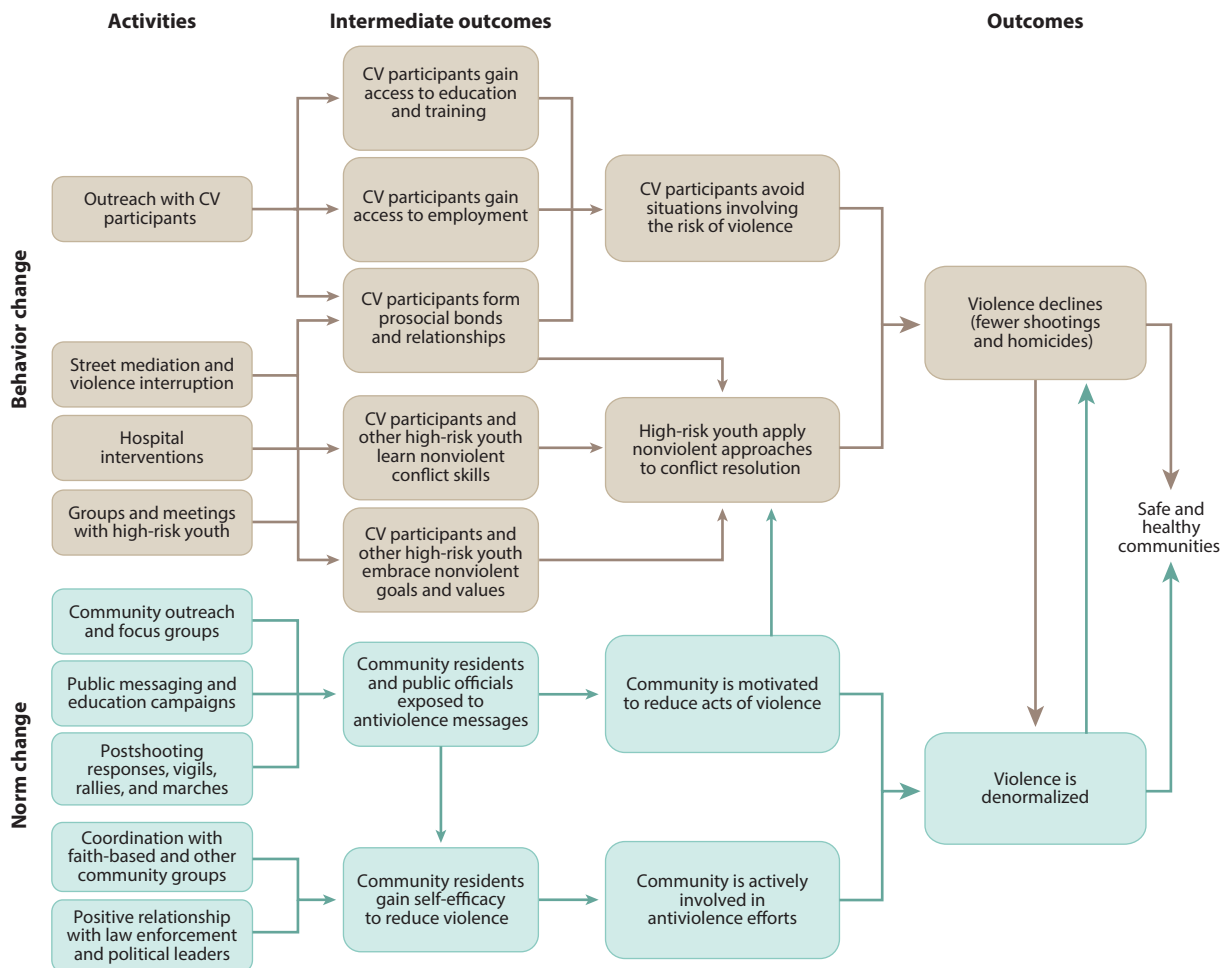 Activities
Intermediate outcomes
Outcomes
Behavior change
Outreach with CV
participants
Street mediation and
violence interruption
Hospital
interventions
Groups and meetings
with high-risk youth
CV participants gain
access to education
and training
CV participants gain
access to employment
CV participants form
prosocial bonds
and relationships
CV participants and
other high-risk youth
learn nonviolent
conflict skills
CV participants and
other high-risk youth
embrace nonviolent
goals and values
CV participants avoid
situations involving
the risk of violence
High-risk youth apply
nonviolent approaches
to conflict resolution
Violence declines
(fewer shootings
and homicides)
Safe and
healthy
communities
Norm change
Community outreach
and focus groups
Public messaging and
education campaigns
Postshooting
responses, vigils,
rallies, and marches
Coordination with
faith-based and other
community groups
Positive relationship
with law enforcement
and political leaders
Community residents
and public officials
exposed to
antiviolence messages
Community residents
gain self-efficacy
to reduce violence
Community is motivated
to reduce acts of violence
Community is actively
involved in
antiviolence efforts
Violence is
denormalized